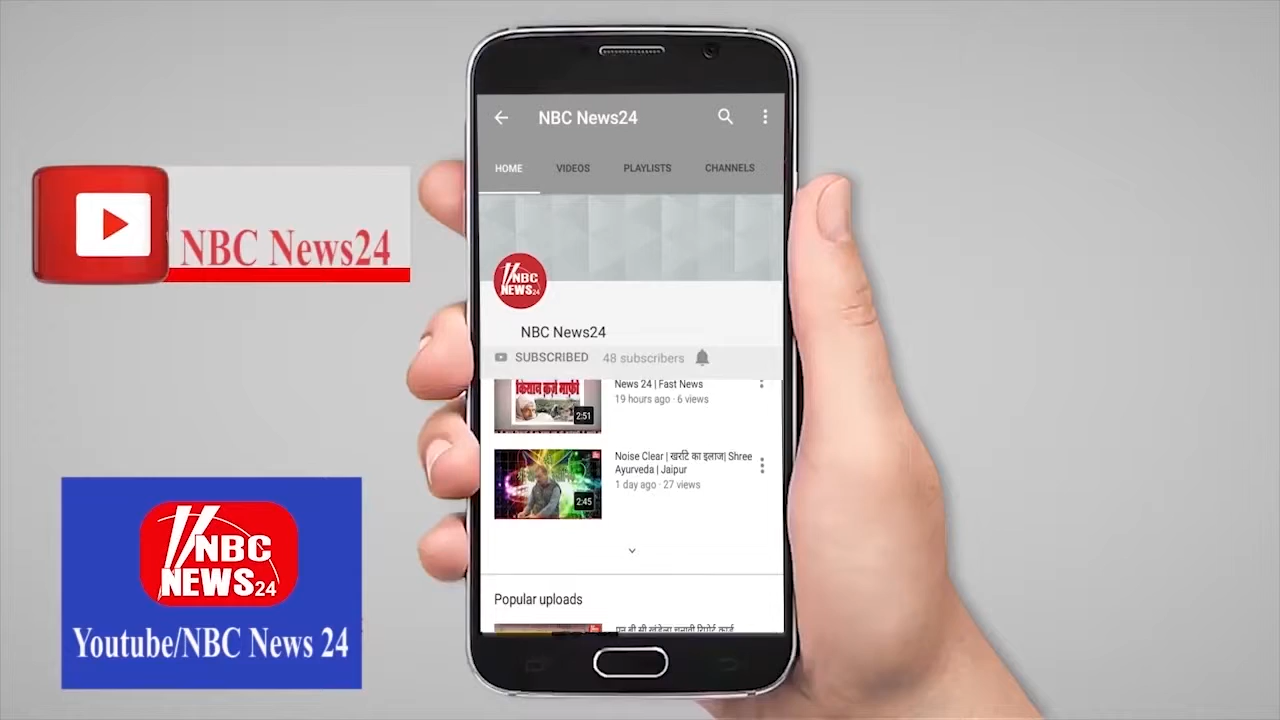 NBC News24
HOME VIDEOS PLAYLISTS CHANNELS
NBC News24
NBC
NEWS24
NBC News24
SUBSCRIBED 48 subscribers
किसान कर्ज माफी
News 24 | Fast News
19 hours ago · 6 views
2:51
Noise Clear | खर्राटे का इलाज| Shree
Ayurveda | Jaipur
1 day ago · 27 views
2:45
NBC
NEWS24
Youtube/NBC News 24
Popular uploads
एन बी सी खंडेला चुनावी रिपोर्ट कार्ड